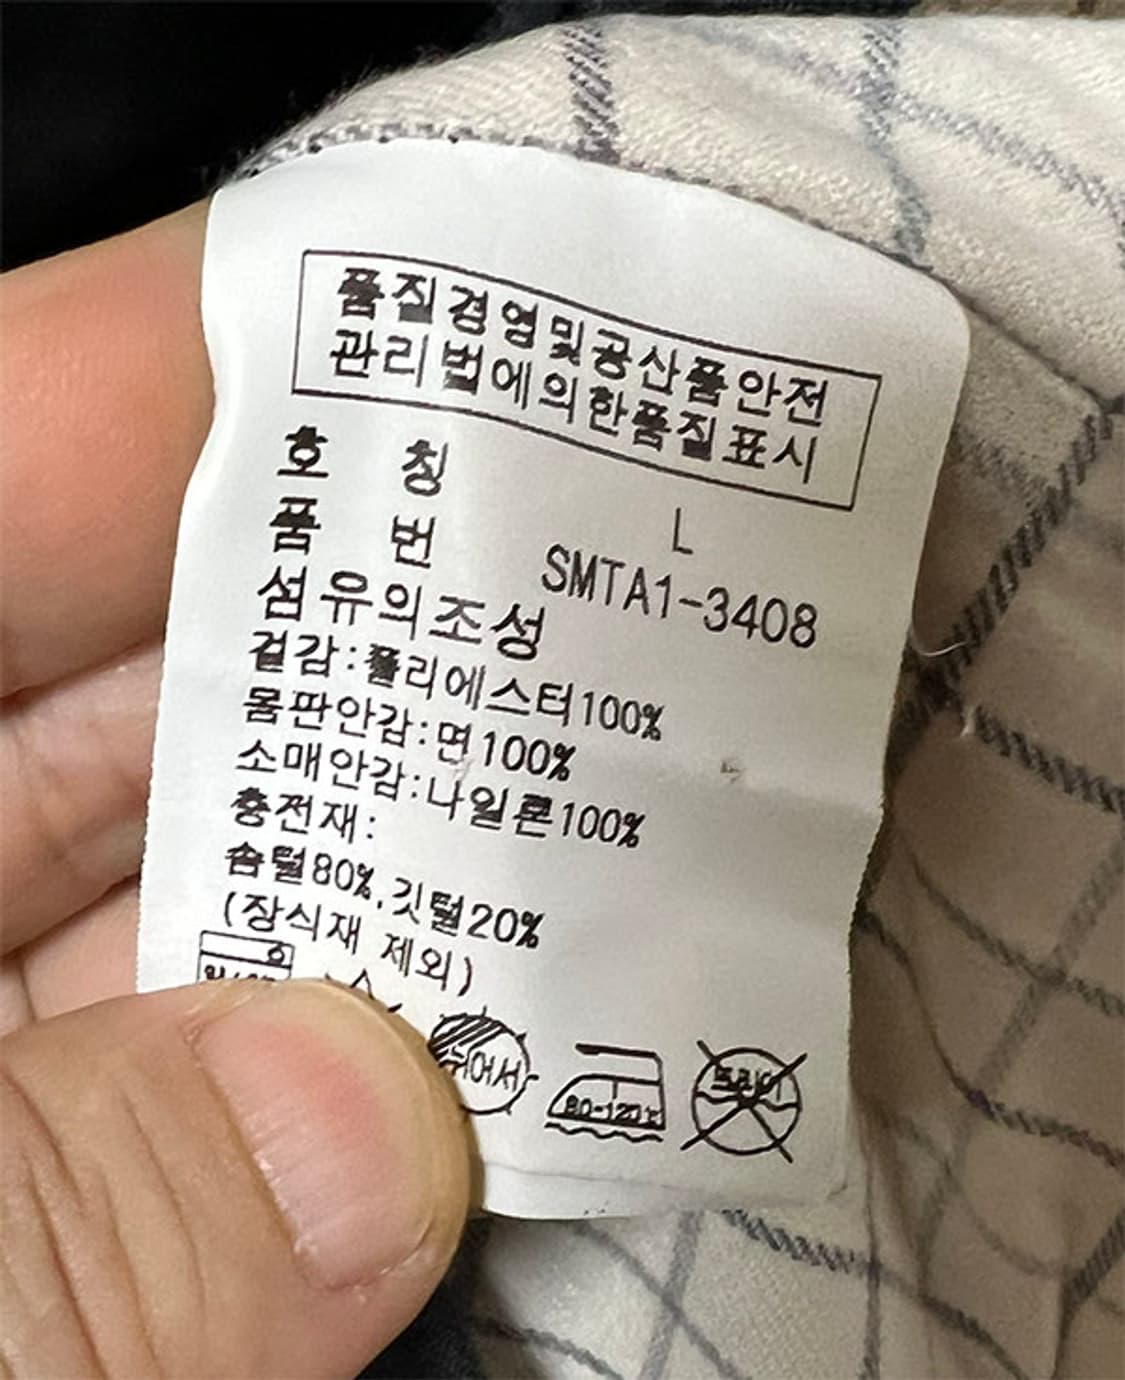 품질경영및공산품안전
관리법에의한품질표시
호 칭 L
품 번 SMTA1-3408
섬유의조성
겉감:폴리에스터100%
몸판안감:면100%
소매안감:나일론100%
충전재:
솜털80%,깃털20%
(장식재 제외)
뉘어서
80-120℃
드라이